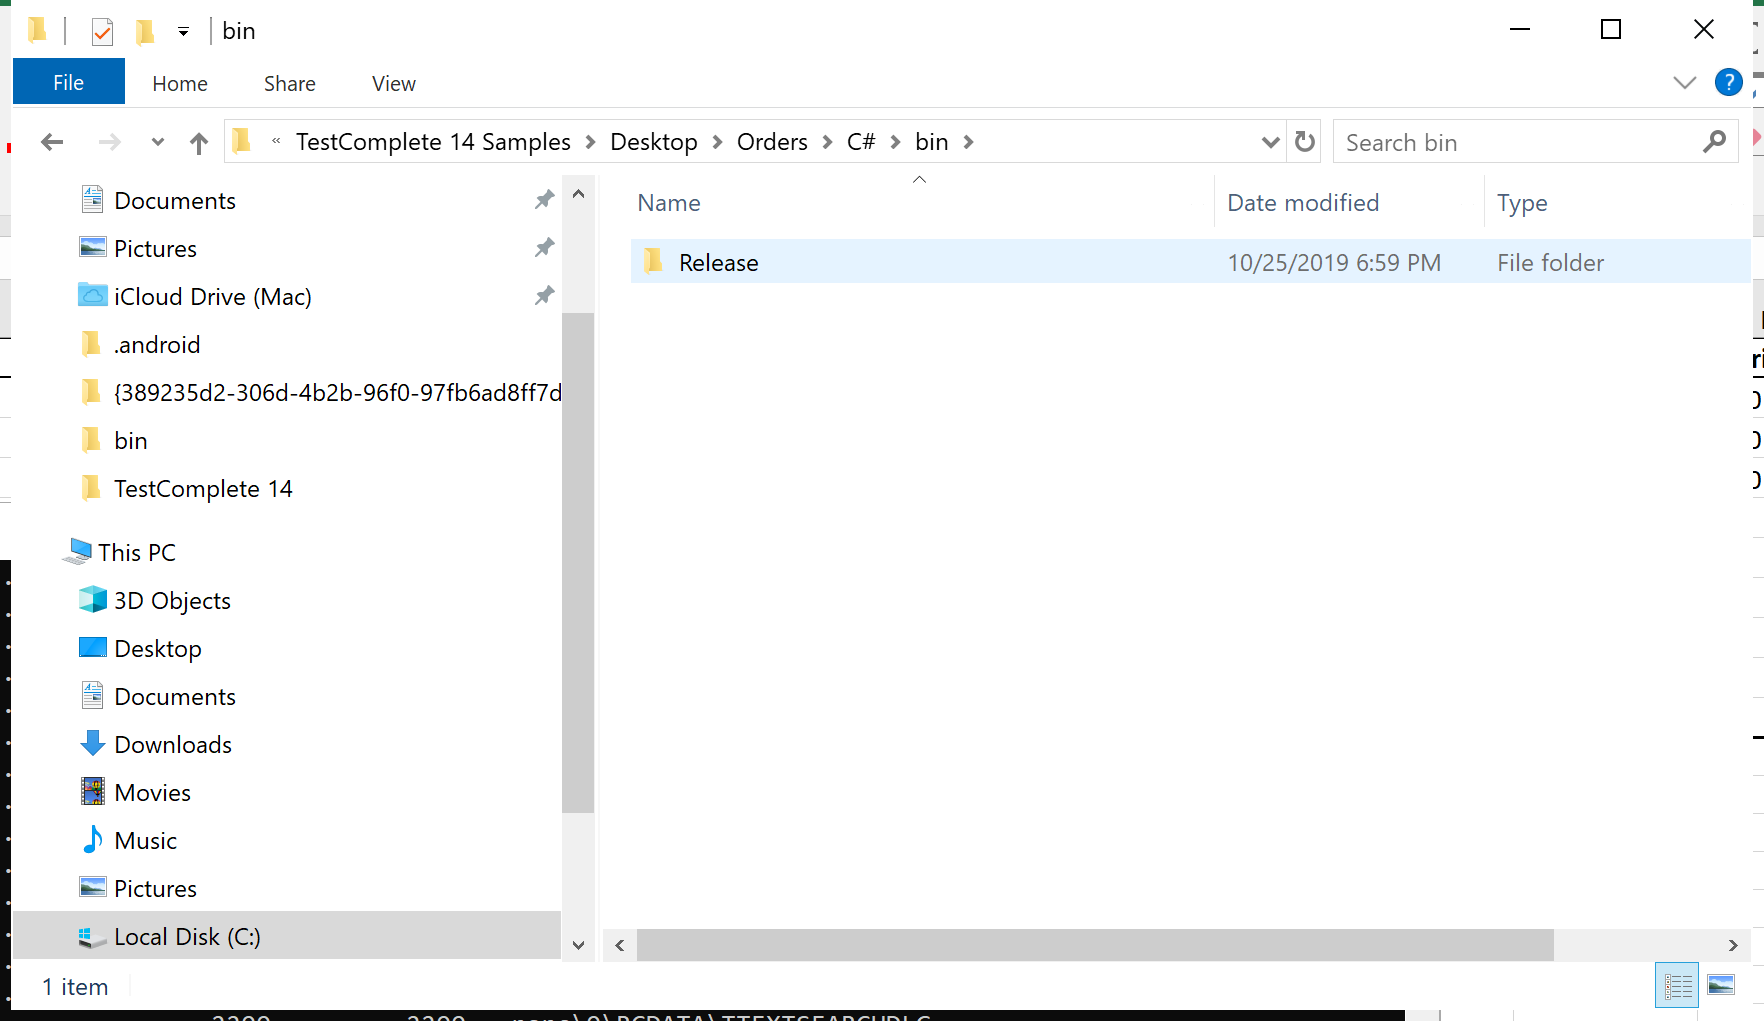 bin
File Home Share View
« TestComplete 14 Samples > Desktop > Orders > C# > bin >
Search bin
Name Date modified Type
Release 10/25/2019 6:59 PM File folder
Documents
Pictures
iCloud Drive (Mac)
.android
{389235d2-306d-4b2b-96f0-97fb6ad8ff7d
bin
TestComplete 14
This PC
3D Objects
Desktop
Documents
Downloads
Movies
Music
Pictures
Local Disk (C:)
1 item